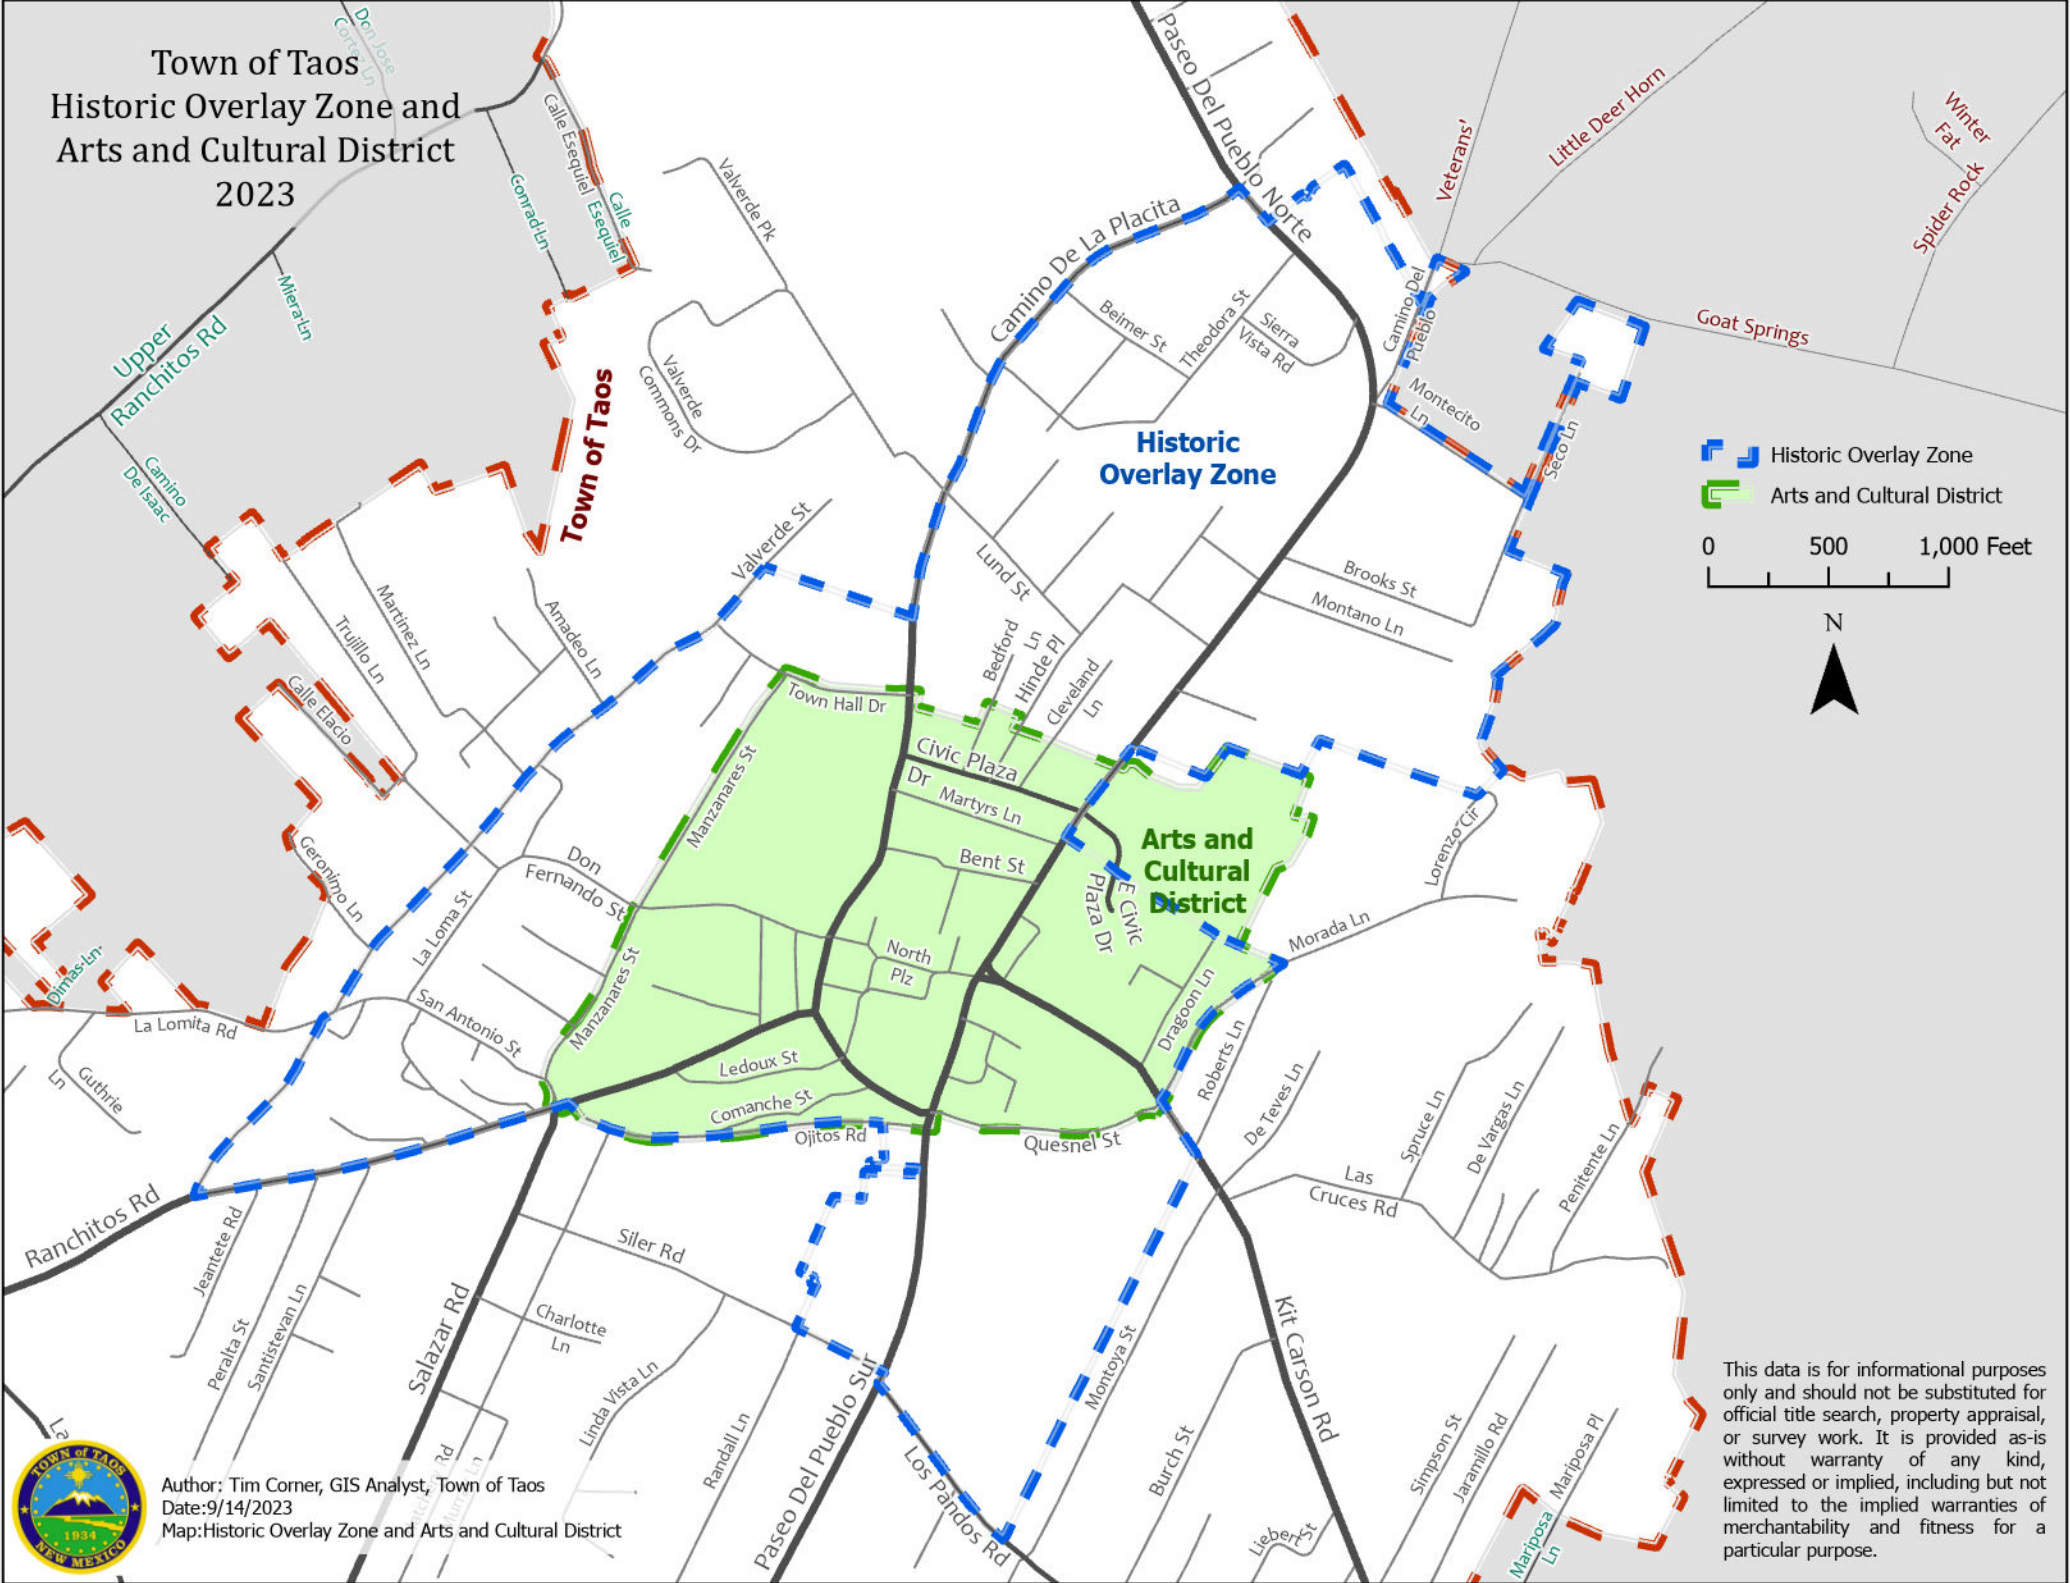 Town of Taos
Historic Overlay Zone and
Arts and Cultural District
2023
Don Jose
Cortez Ln
Calle Esequiel
Calle
Esequiel
Conrad Ln
Miera Ln
Upper
Ranchitos Rd
Camino
De Isaac
Town of Taos
Valverde Pk
Valverde
Commons Dr
Paseo Del Pueblo Norte
Camino De La Placita
Beimer St
Theodora St
Sierra
Vista Rd
Camino Del
Pueblo
Montecito
Ln
Seco Ln
Veterans'
Little Deer Horn
Winter
Fat
Spider Rock
Goat Springs
Historic
Overlay Zone
Historic Overlay Zone
Arts and Cultural District
0 500 1,000 Feet
N
Valverde St
Lund St
Brooks St
Montano Ln
Martinez Ln
Trujillo Ln
Amadeo Ln
Calle Elacio
Bedford
Ln
Hinde Pl
Cleveland
Ln
Town Hall Dr
Civic Plaza
Dr
Martyrs Ln
Manzanares St
Bent St
Arts and
Cultural
District
E Civic
Plaza Dr
Lorenzo Cir
Morada Ln
Geronimo Ln
Don
Fernando St
La Loma St
North
Plz
Manzanares St
Dragoon Ln
Roberts Ln
Dimas Ln
La Lomita Rd
San Antonio St
Guthrie
Ln
Ledoux St
Comanche St
Ojitos Rd
Quesnel St
De Teves Ln
Spruce Ln
De Vargas Ln
Penitente Ln
Las
Cruces Rd
Ranchitos Rd
Jeantete Rd
Peralta St
Santistevan Ln
Salazar Rd
Siler Rd
Charlotte
Ln
Linda Vista Ln
Randall Ln
Paseo Del Pueblo Sur
Los Pandos Rd
Montoya St
Kit Carson Rd
Burch St
Liebert St
Simpson St
Jaramillo Rd
Mariposa Pl
Mariposa
Ln
La
TOWN of TAOS
1934
NEW MEXICO
Author: Tim Corner, GIS Analyst, Town of Taos
Date:9/14/2023
Map:Historic Overlay Zone and Arts and Cultural District
This data is for informational purposes
only and should not be substituted for
official title search, property appraisal,
or survey work. It is provided as-is
without warranty of any kind,
expressed or implied, including but not
limited to the implied warranties of
merchantability and fitness for a
particular purpose.